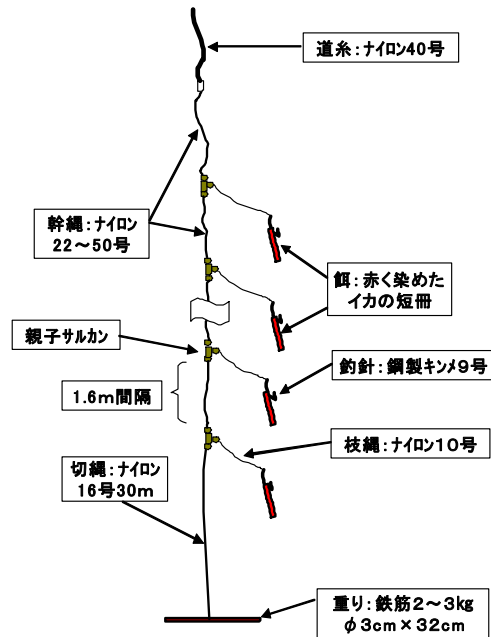 道糸：ﾅｲﾛﾝ40号
幹縄：ﾅｲﾛﾝ
22～50号
餌：赤く染めた
イカの短冊
親子サルカン
釣針：鋼製ｷﾝﾒ９号
1.6ｍ間隔
枝縄：ﾅｲﾛﾝ１０号
切縄：ﾅｲﾛﾝ
16号30ｍ
重り：鉄筋２～３kg
φ３cm×３２cm